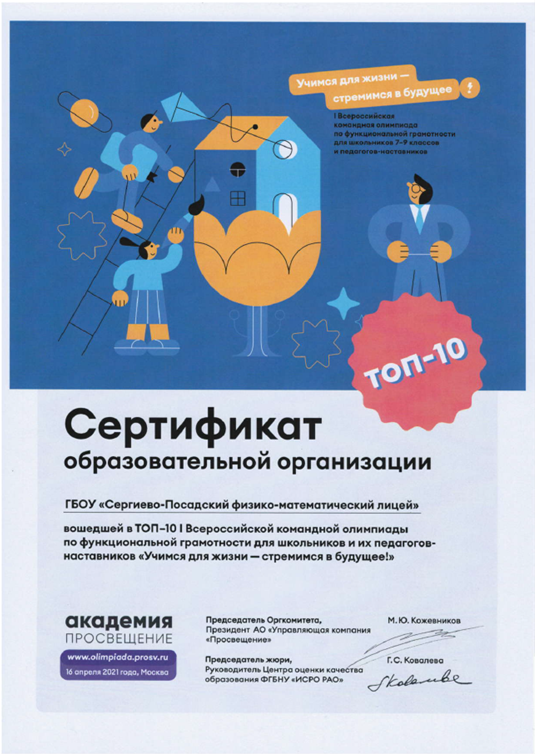 Учимся для жизни —
стремимся в будущее
I Всероссийская
командная олимпиада
по функциональной грамотности
для школьников 7–9 классов
и педагогов-наставников
ТОП-10
Сертификат
образовательной организации
ГБОУ «Сергиево-Посадский физико-математический лицей»
вошедшей в ТОП–10 I Всероссийской командной олимпиады
по функциональной грамотности для школьников и их педагогов-
наставников «Учимся для жизни — стремимся в будущее!»
академия
ПРОСВЕЩЕНИЕ
www.olimpiada.prosv.ru
16 апреля 2021 года, Москва
Председатель Оргкомитета,
Президент АО «Управляющая компания
«Просвещение»
М. Ю. Кожевников
Председатель жюри,
Руководитель Центра оценки качества
образования ФГБНУ «ИСРО РАО»
Г.С. Ковалева